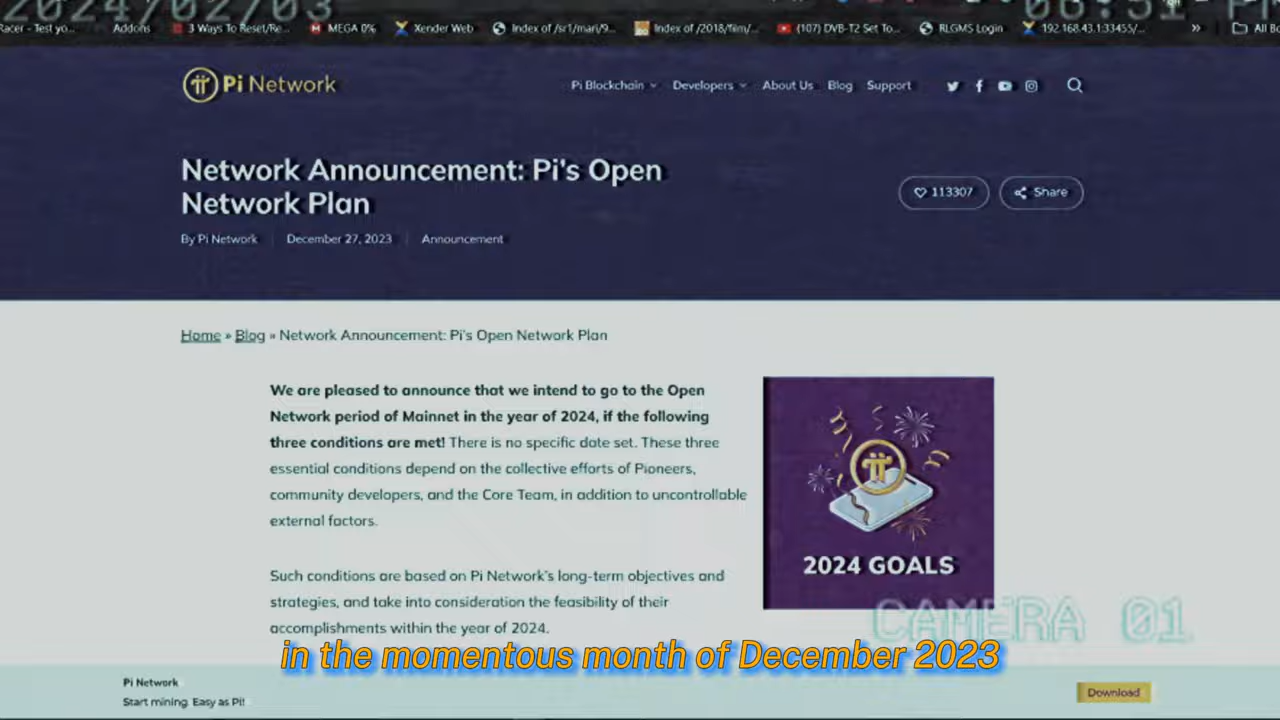 2024/02/03
Racer - Test yo... Addons 3 Ways To Reset/Re... MEGA 0% Xender Web Index of /sr1/mari/9... Index of /2018/film/... (107) DVB-T2 Set To... RLGMS Login 192.168.43.1:33455/... » All Bo
Pi Network Pi Blockchain Developers About Us Blog Support
Network Announcement: Pi's Open
Network Plan
113307 Share
By Pi Network December 27, 2023 Announcement
Home » Blog » Network Announcement: Pi's Open Network Plan
We are pleased to announce that we intend to go to the Open
Network period of Mainnet in the year of 2024, if the following
three conditions are met! There is no specific date set. These three
essential conditions depend on the collective efforts of Pioneers,
community developers, and the Core Team, in addition to uncontrollable
external factors.
Such conditions are based on Pi Network's long-term objectives and
strategies, and take into consideration the feasibility of their
accomplishments within the year of 2024.
2024 GOALS
CAMERA 01
in the momentous month of December 2023
Pi Network
Start mining. Easy as Pi!
Download